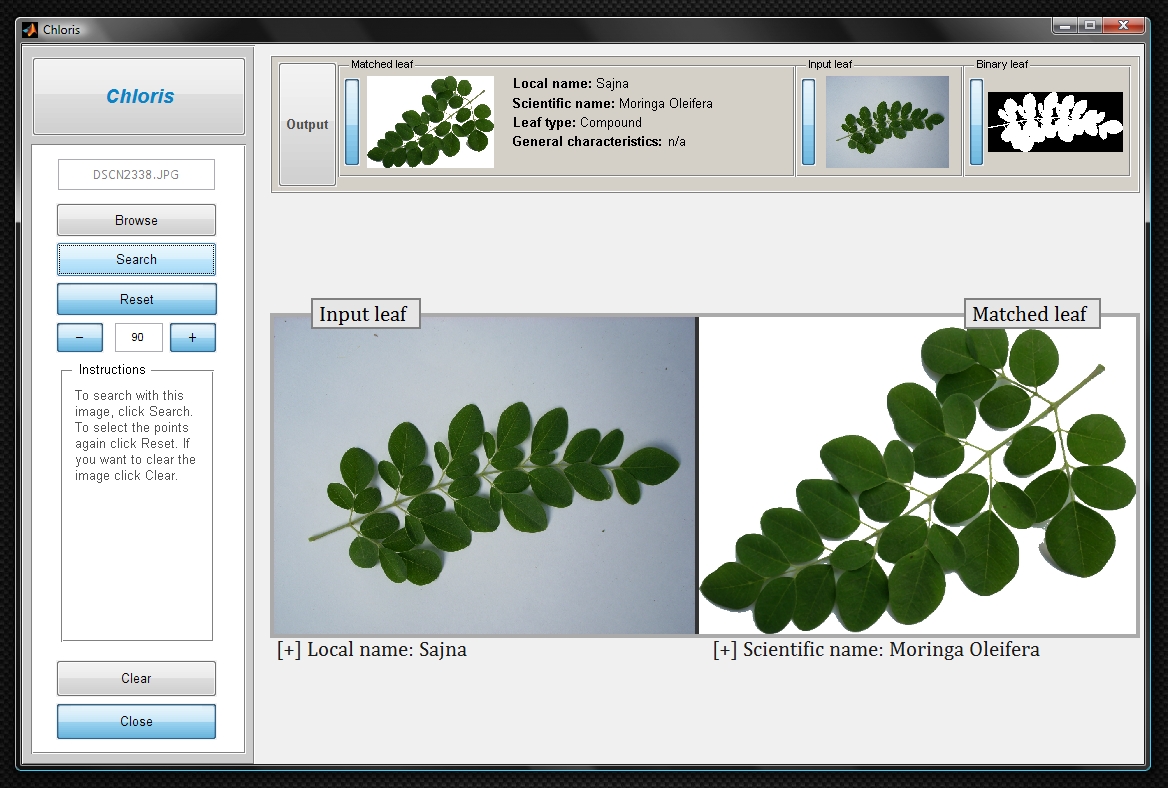 Chloris
Chloris
DSCN2338.JPG
Browse
Search
Reset
− 90 +
Instructions
To search with this
image, click Search.
To select the points
again click Reset. If
you want to clear the
image click Clear.
Clear
Close
Output
Matched leaf
Local name: Sajna
Scientific name: Moringa Oleifera
Leaf type: Compound
General characteristics: n/a
Input leaf
Binary leaf
Input leaf
Matched leaf
[+] Local name: Sajna
[+] Scientific name: Moringa Oleifera